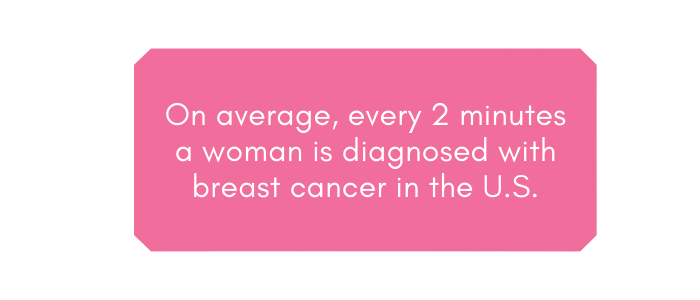 On average, every 2 minutes
a woman is diagnosed with
breast cancer in the U.S.